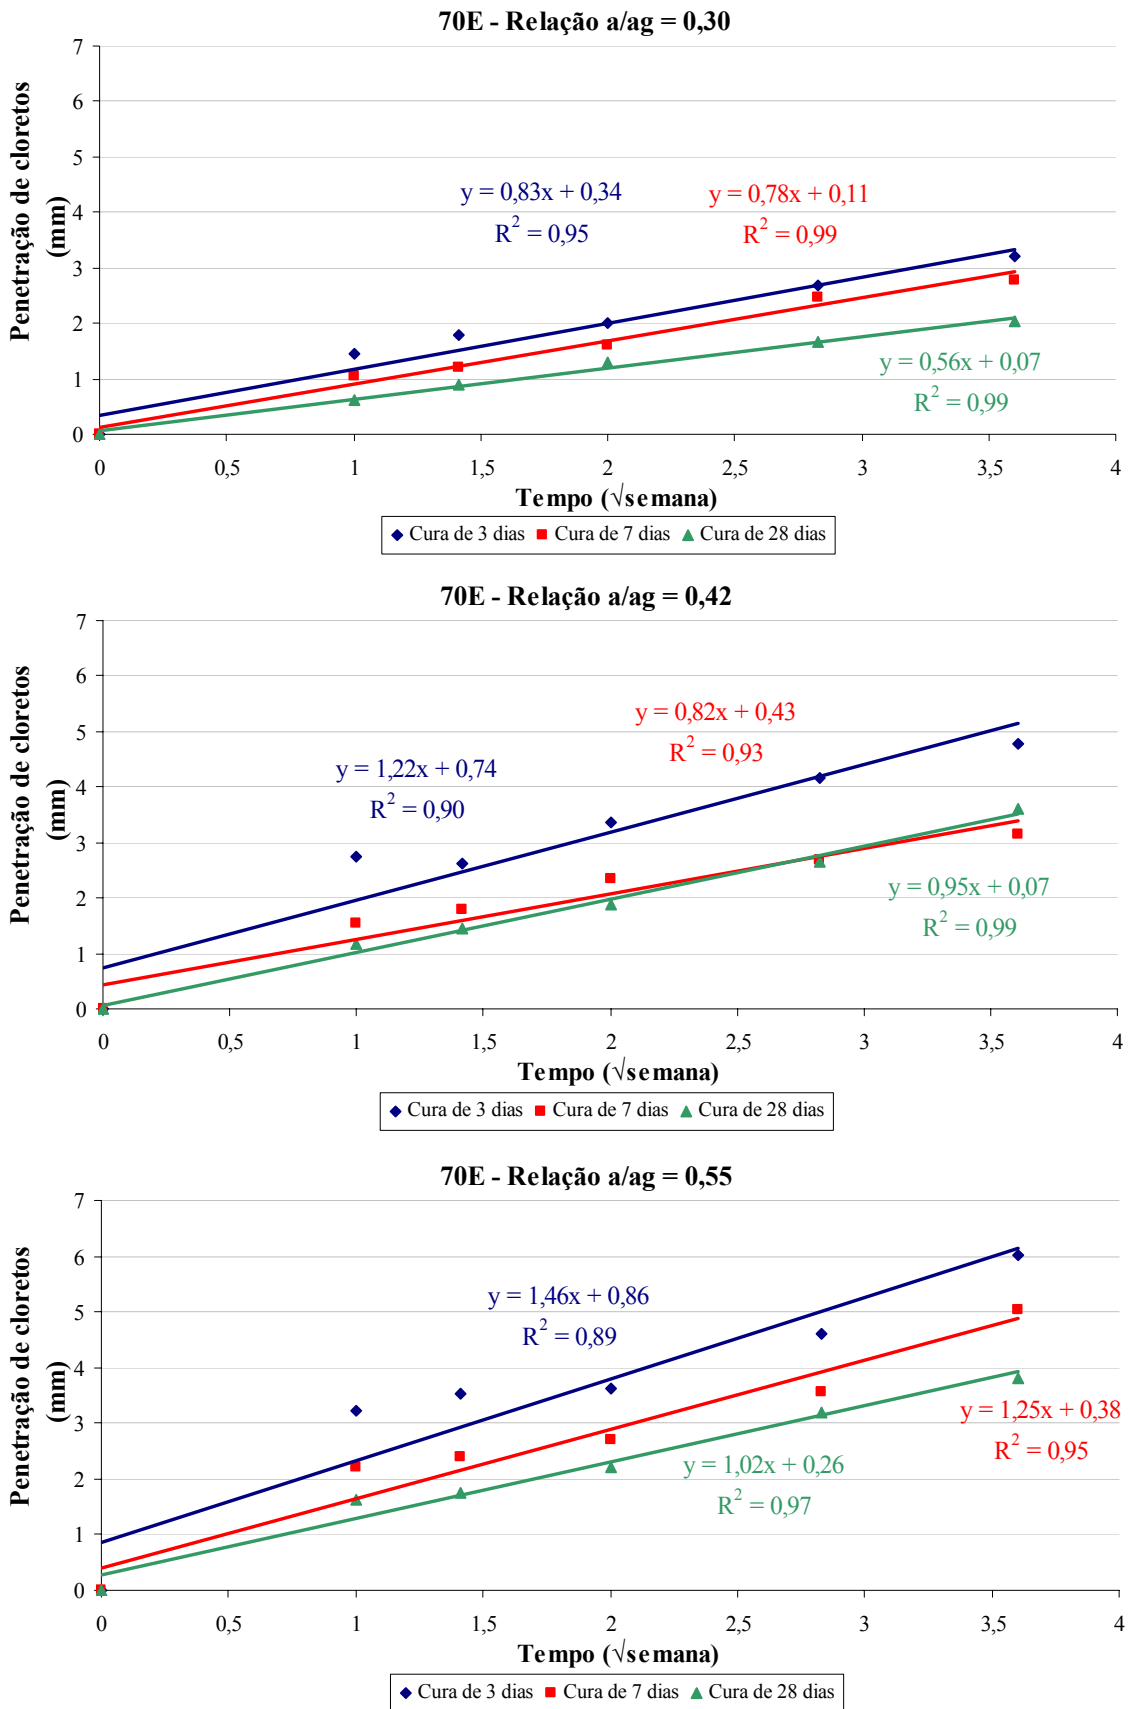 70E - Relação a/ag = 0,30
7
6
5
4
3
2
1
0
Penetração de cloretos
(mm)
y = 0,83x + 0,34
R² = 0,95
y = 0,78x + 0,11
R² = 0,99
y = 0,56x + 0,07
R² = 0,99
0 0,5 1 1,5 2 2,5 3 3,5 4
Tempo (√semana)
Cura de 3 dias Cura de 7 dias Cura de 28 dias
70E - Relação a/ag = 0,42
7
6
5
4
3
2
1
0
Penetração de cloretos
(mm)
y = 0,82x + 0,43
R² = 0,93
y = 1,22x + 0,74
R² = 0,90
y = 0,95x + 0,07
R² = 0,99
0 0,5 1 1,5 2 2,5 3 3,5 4
Tempo (√semana)
Cura de 3 dias Cura de 7 dias Cura de 28 dias
70E - Relação a/ag = 0,55
7
6
5
4
3
2
1
0
Penetração de cloretos
(mm)
y = 1,46x + 0,86
R² = 0,89
y = 1,25x + 0,38
R² = 0,95
y = 1,02x + 0,26
R² = 0,97
0 0,5 1 1,5 2 2,5 3 3,5 4
Tempo (√semana)
Cura de 3 dias Cura de 7 dias Cura de 28 dias